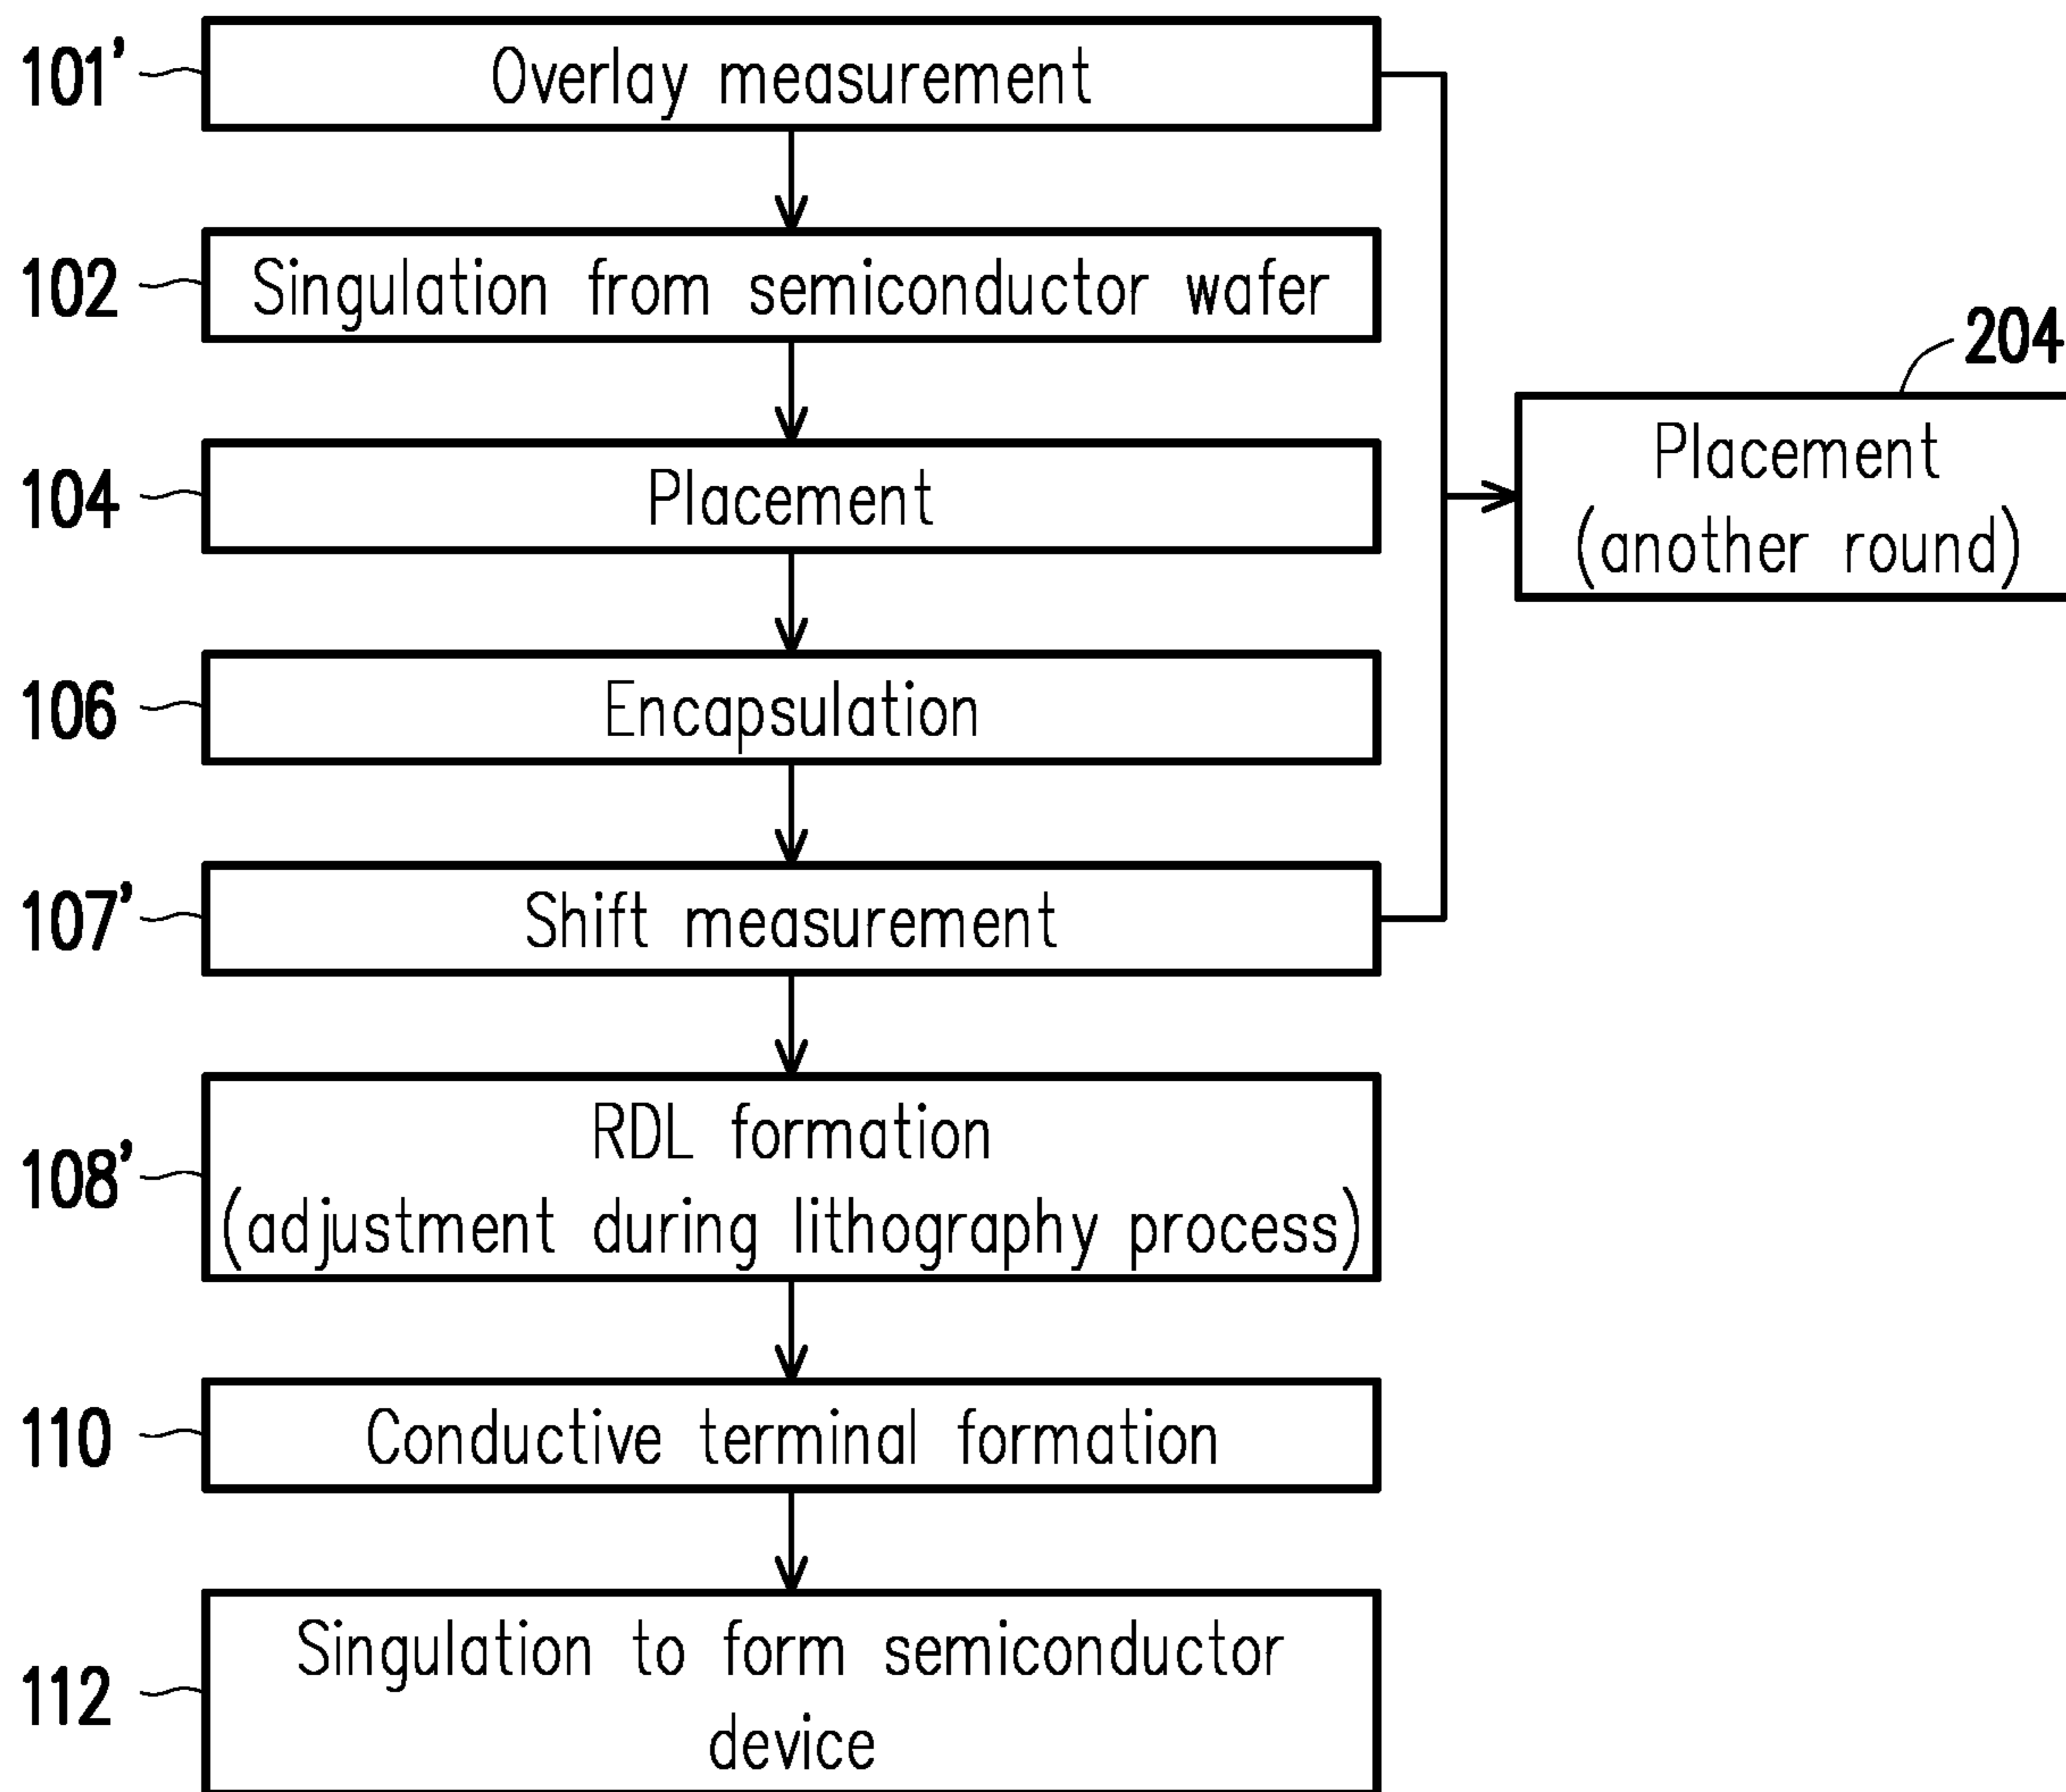 101' Overlay measurement
102 Singulation from semiconductor wafer
204
104 Placement
Placement
(another round)
106 Encapsulation
107' Shift measurement
108' RDL formation
(adjustment during lithography process)
110 Conductive terminal formation
112 Singulation to form semiconductor
device